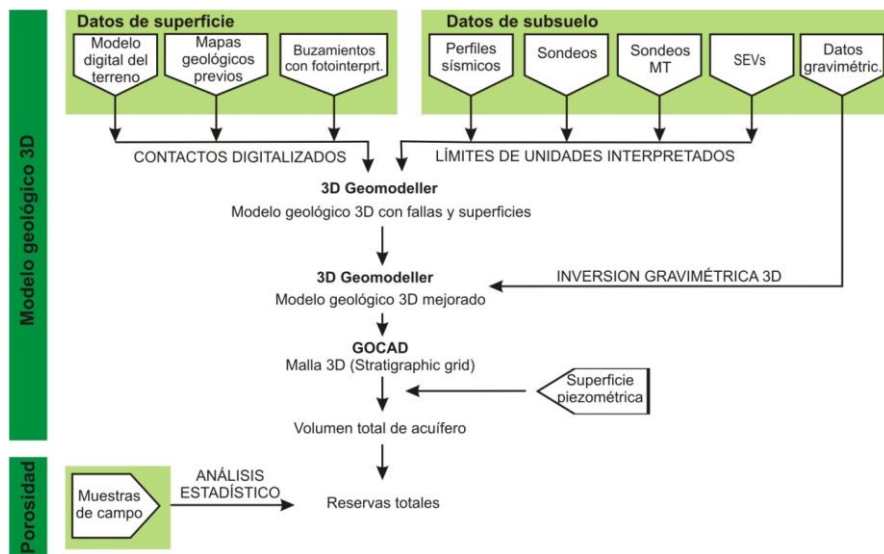 Datos de superficie
Modelo
digital del
terreno
Mapas
geológicos
previos
Buzamientos
con fotointerprt.
Datos de subsuelo
Perfiles
sísmicos
Sondeos
Sondeos
MT
SEVs
Datos
gravimétric.
CONTACTOS DIGITALIZADOS
LÍMITES DE UNIDADES INTERPRETADOS
3D Geomodeller
Modelo geológico 3D con fallas y superficies
3D Geomodeller
Modelo geológico 3D mejorado
INVERSION GRAVIMÉTRICA 3D
GOCAD
Malla 3D (Stratigraphic grid)
Superficie
piezométrica
Volumen total de acuífero
Modelo geológico 3D
Porosidad
Muestras
de campo
ANÁLISIS
ESTADÍSTICO
Reservas totales